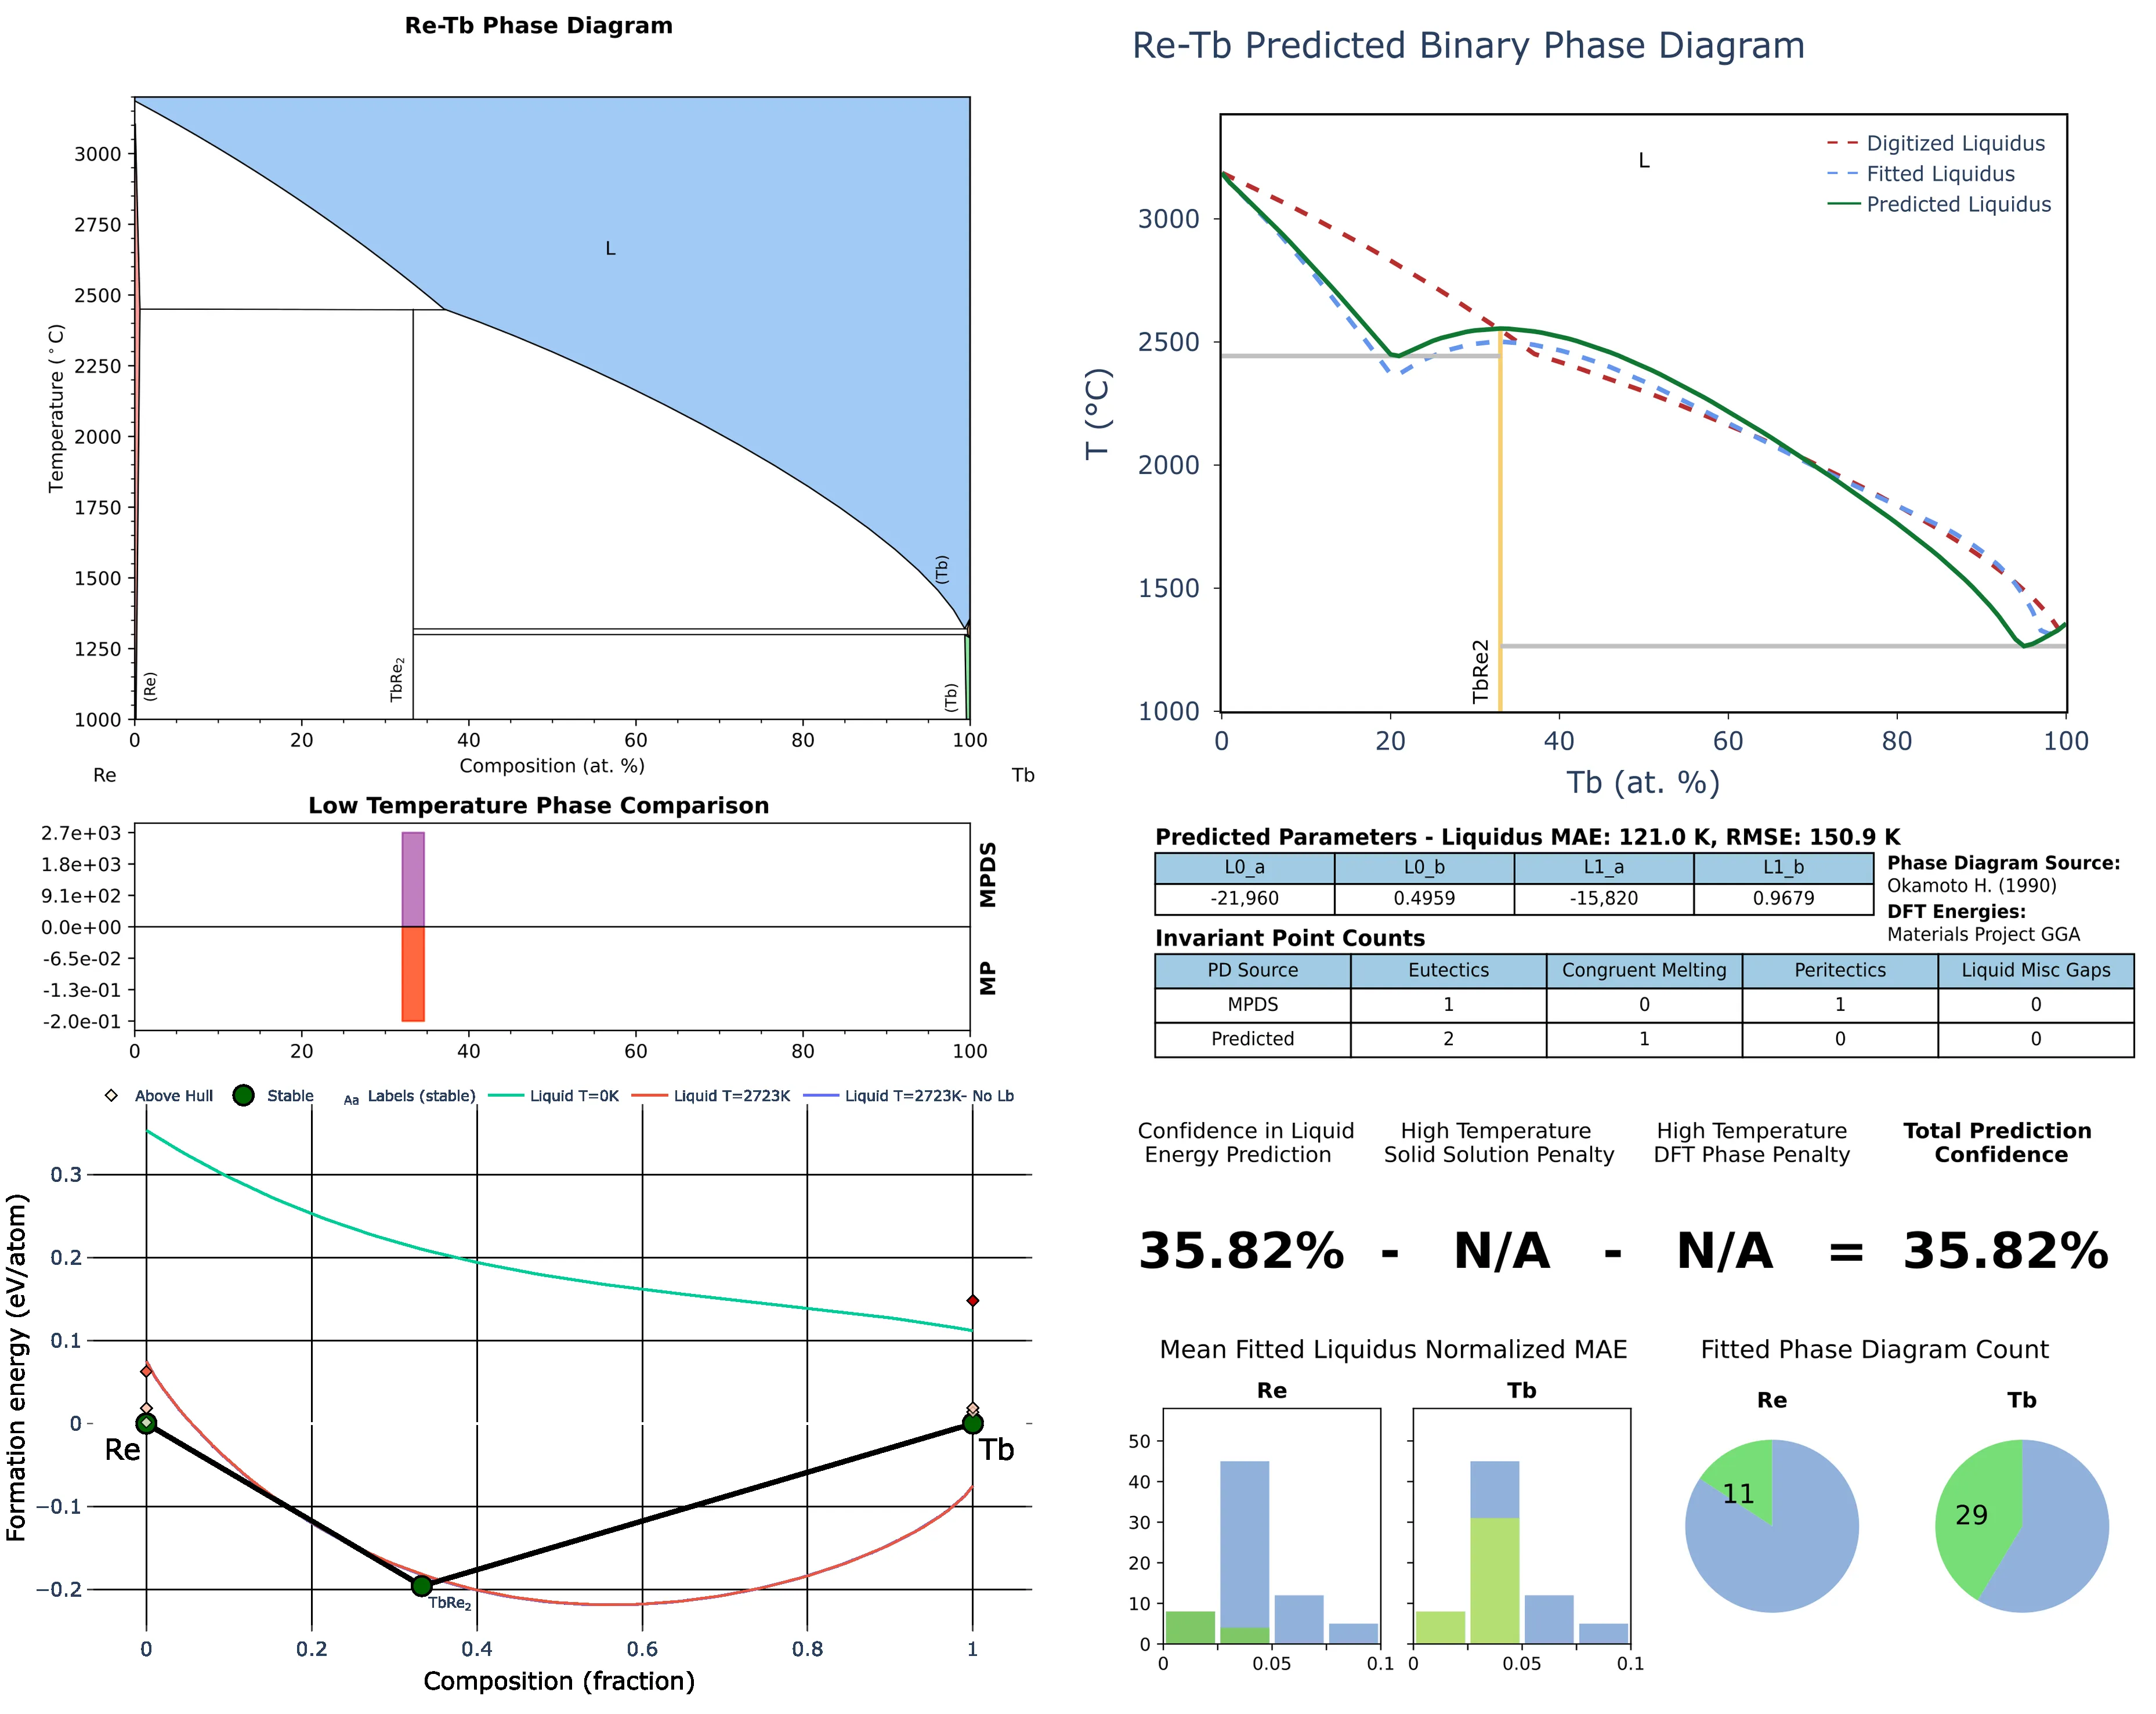 Re-Tb Phase Diagram
Temperature (°C)
3000
2750
2500
2250
2000
1750
1500
1250
1000
L
(Tb)
(Re)
TbRe2
(Tb)
0 20 40 60 80 100
Composition (at. %)
Re Tb
Low Temperature Phase Comparison
2.7e+03
1.8e+03
9.1e+02
0.0e+00
-6.5e-02
-1.3e-01
-2.0e-01
MPDS
MP
0 20 40 60 80 100
Above Hull Stable Aa Labels (stable) Liquid T=0K Liquid T=2723K Liquid T=2723K- No Lb
Formation energy (eV/atom)
0.3
0.2
0.1
0
−0.1
−0.2
Re
Tb
TbRe2
0 0.2 0.4 0.6 0.8 1
Composition (fraction)
Re-Tb Predicted Binary Phase Diagram
T (°C)
3000
2500
2000
1500
1000
L
Digitized Liquidus
Fitted Liquidus
Predicted Liquidus
TbRe2
0 20 40 60 80 100
Tb (at. %)
Predicted Parameters - Liquidus MAE: 121.0 K, RMSE: 150.9 K
L0_a L0_b L1_a L1_b
-21,960 0.4959 -15,820 0.9679
Phase Diagram Source:
Okamoto H. (1990)
DFT Energies:
Materials Project GGA
Invariant Point Counts
PD Source Eutectics Congruent Melting Peritectics Liquid Misc Gaps
MPDS 1 0 1 0
Predicted 2 1 0 0
Confidence in Liquid High Temperature High Temperature Total Prediction
Energy Prediction Solid Solution Penalty DFT Phase Penalty Confidence
35.82% - N/A - N/A = 35.82%
Mean Fitted Liquidus Normalized MAE
Re Tb
50
40
30
20
10
0
0 0.05 0.1 0 0.05 0.1
Fitted Phase Diagram Count
Re Tb
11 29